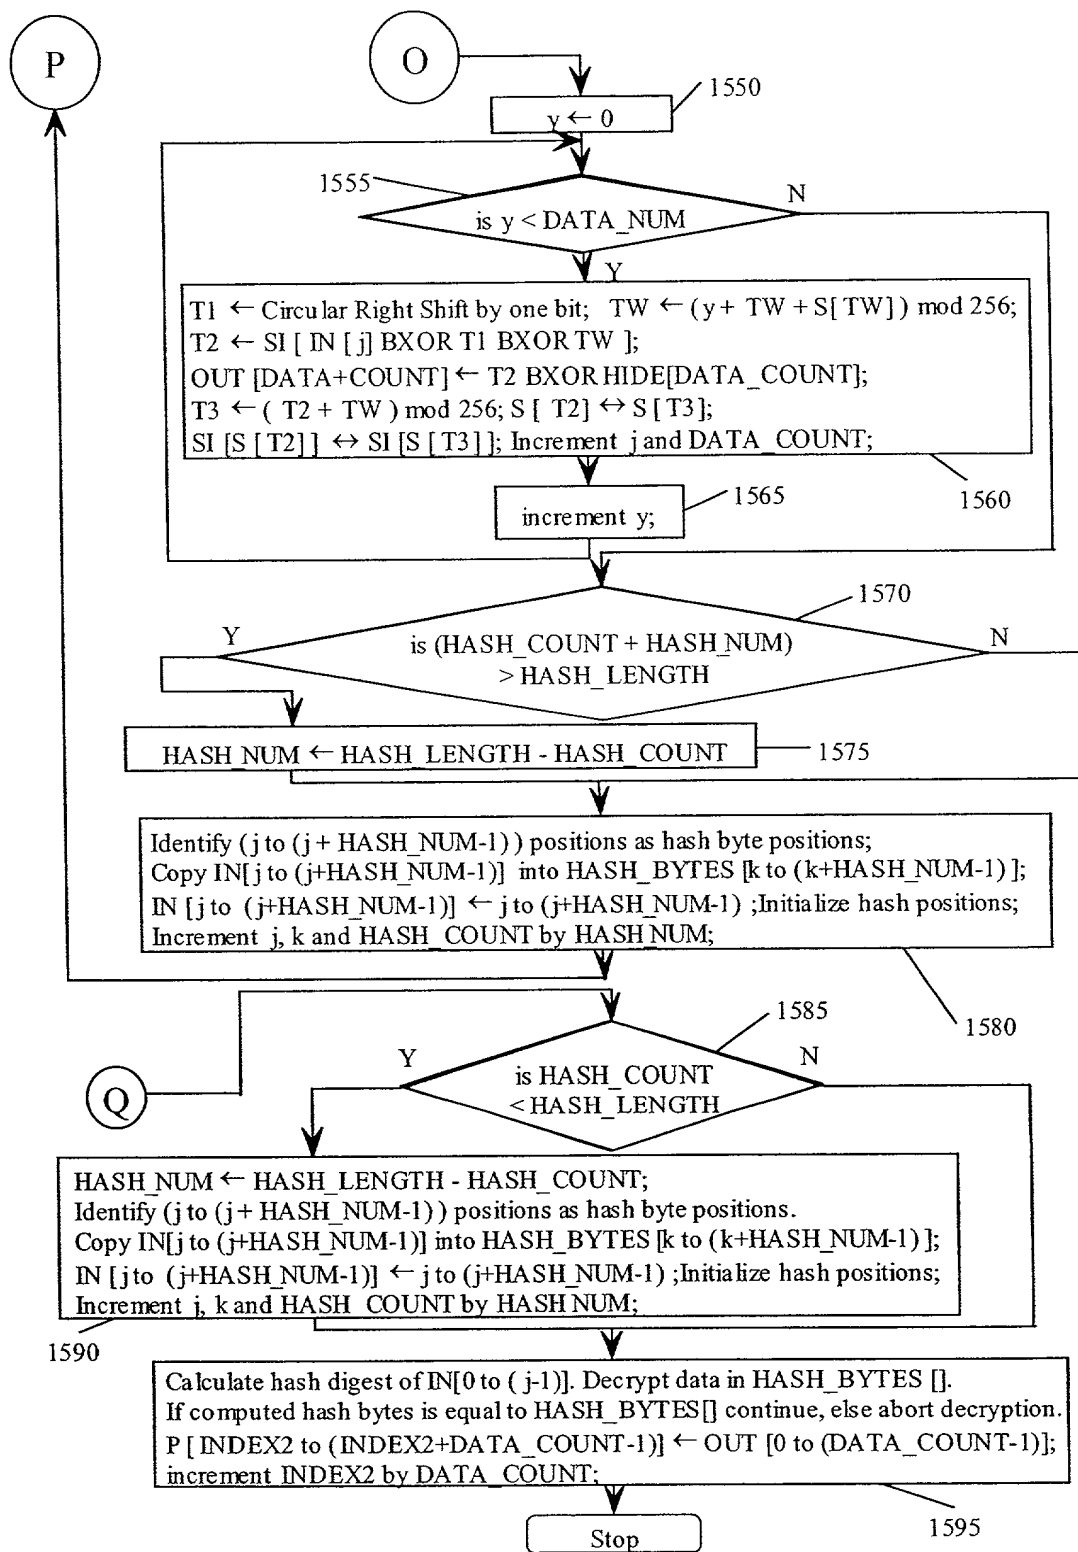 P
O
1550
y ← 0
1555
N
is y < DATA_NUM
Y
T1 ← Circular Right Shift by one bit; TW ← (y + TW + S[ TW] ) mod 256;
T2 ← SI [ IN [ j] BXOR T1 BXOR TW ];
OUT [DATA+COUNT] ← T2 BXOR HIDE[DATA_COUNT];
T3 ← ( T2 + TW ) mod 256; S [ T2] ↔ S [ T3];
SI [S [ T2] ] ↔ SI [S [ T3] ]; Increment j and DATA_COUNT;
1560
1565
increment y;
1570
Y
N
is (HASH_COUNT + HASH_NUM)
> HASH_LENGTH
HASH_NUM ← HASH_LENGTH - HASH_COUNT
1575
Identify (j to (j + HASH_NUM-1)) positions as hash byte positions;
Copy IN[j to (j+HASH_NUM-1)] into HASH_BYTES [k to (k+HASH_NUM-1) ];
IN [j to (j+HASH_NUM-1)] ← j to (j+HASH_NUM-1) ;Initialize hash positions;
Increment j, k and HASH_COUNT by HASH_NUM;
1580
1585
Y
N
is HASH_COUNT
< HASH_LENGTH
Q
HASH_NUM ← HASH_LENGTH - HASH_COUNT;
Identify (j to (j + HASH_NUM-1)) positions as hash byte positions.
Copy IN[j to (j+HASH_NUM-1)] into HASH_BYTES [k to (k+HASH_NUM-1) ];
IN [j to (j+HASH_NUM-1)] ← j to (j+HASH_NUM-1) ;Initialize hash positions;
Increment j, k and HASH_COUNT by HASH_NUM;
1590
Calculate hash digest of IN[0 to ( j-1)]. Decrypt data in HASH_BYTES [].
If computed hash bytes is equal to HASH_BYTES[] continue, else abort decryption.
P [ INDEX2 to (INDEX2+DATA_COUNT-1)] ← OUT [0 to (DATA_COUNT-1)];
increment INDEX2 by DATA_COUNT;
1595
Stop